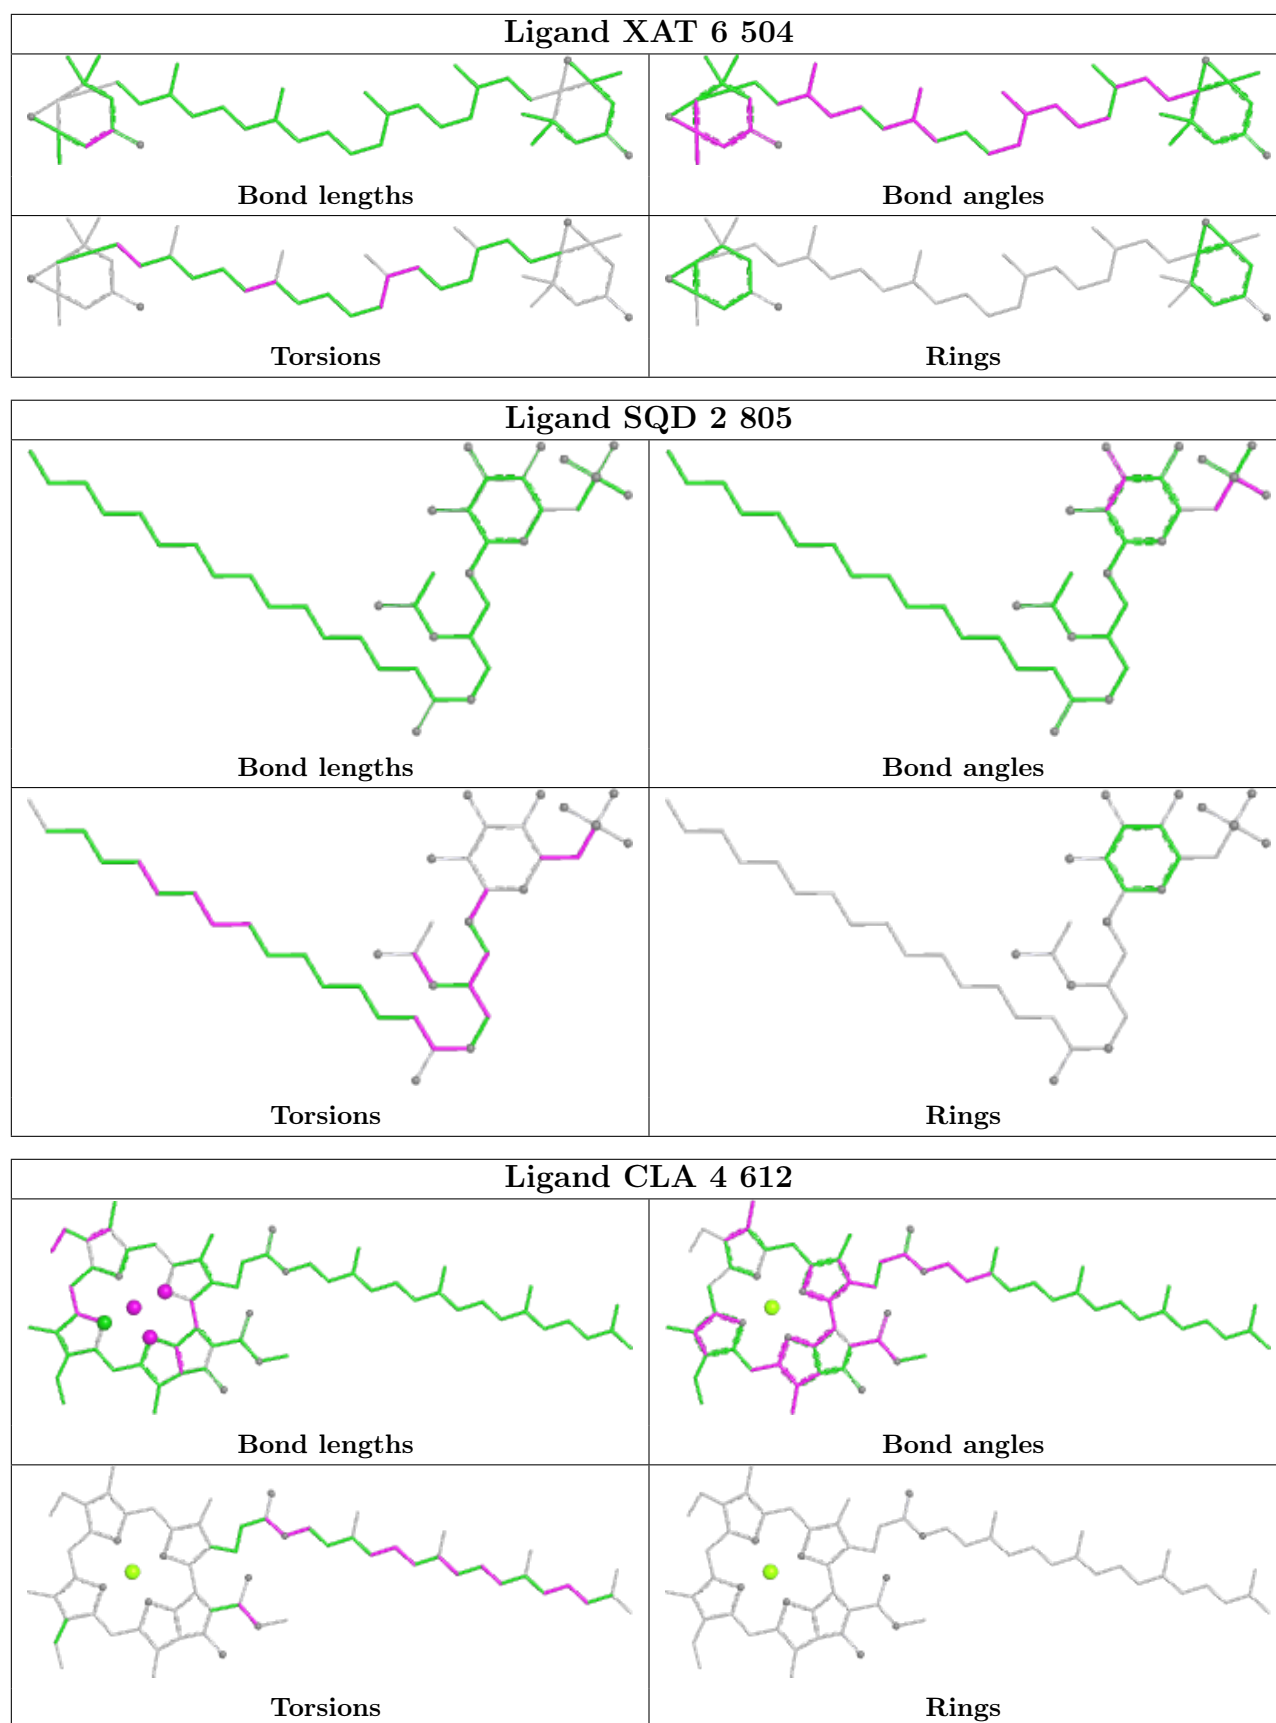 Ligand XAT 6 504
Bond lengths
Bond angles
Torsions
Rings
Ligand SQD 2 805
Bond lengths
Bond angles
Torsions
Rings
Ligand CLA 4 612
Bond lengths
Bond angles
Torsions
Rings